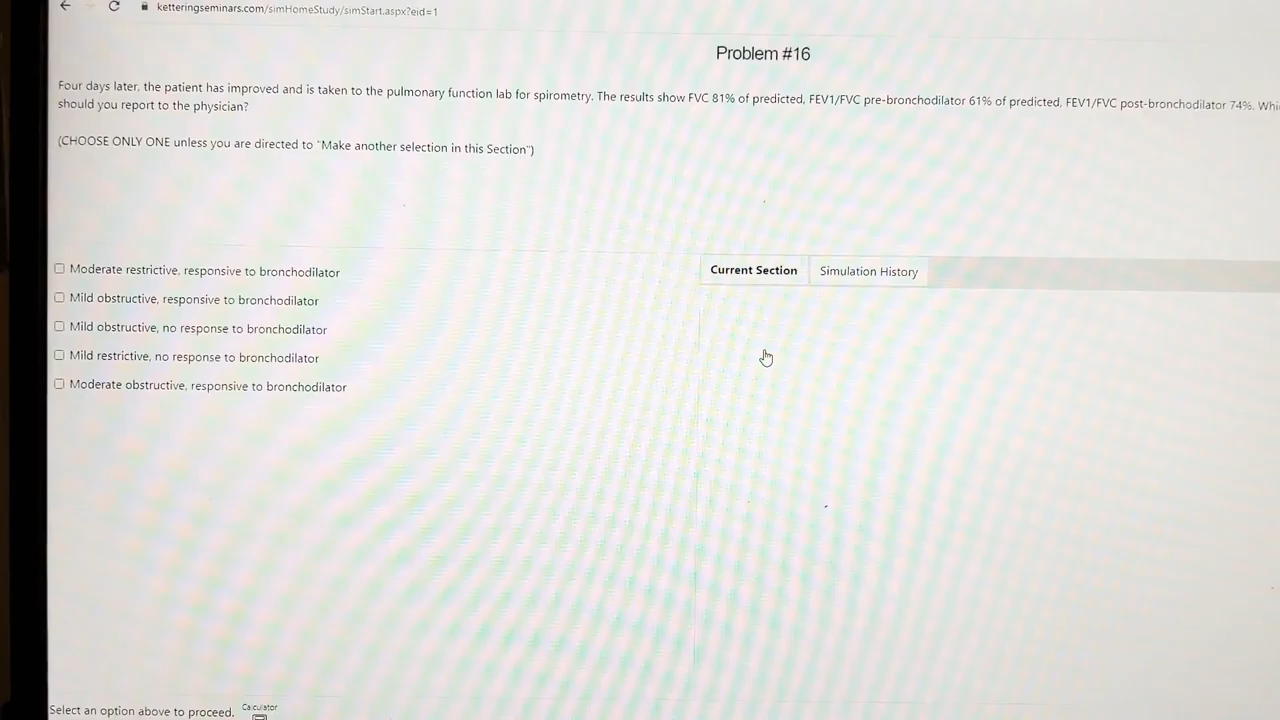 ketteringseminars.com/simHomeStudy/simStart.aspx?eid=1
Problem #16
Four days later, the patient has improved and is taken to the pulmonary function lab for spirometry. The results show FVC 81% of predicted, FEV1/FVC pre-bronchodilator 61% of predicted, FEV1/FVC post-bronchodilator 74%.
should you report to the physician?
(CHOOSE ONLY ONE unless you are directed to "Make another selection in this Section")
Moderate restrictive, responsive to bronchodilator
Mild obstructive, responsive to bronchodilator
Mild obstructive, no response to bronchodilator
Mild restrictive, no response to bronchodilator
Moderate obstructive, responsive to bronchodilator
Current Section
Simulation History
Select an option above to proceed.
Calculator